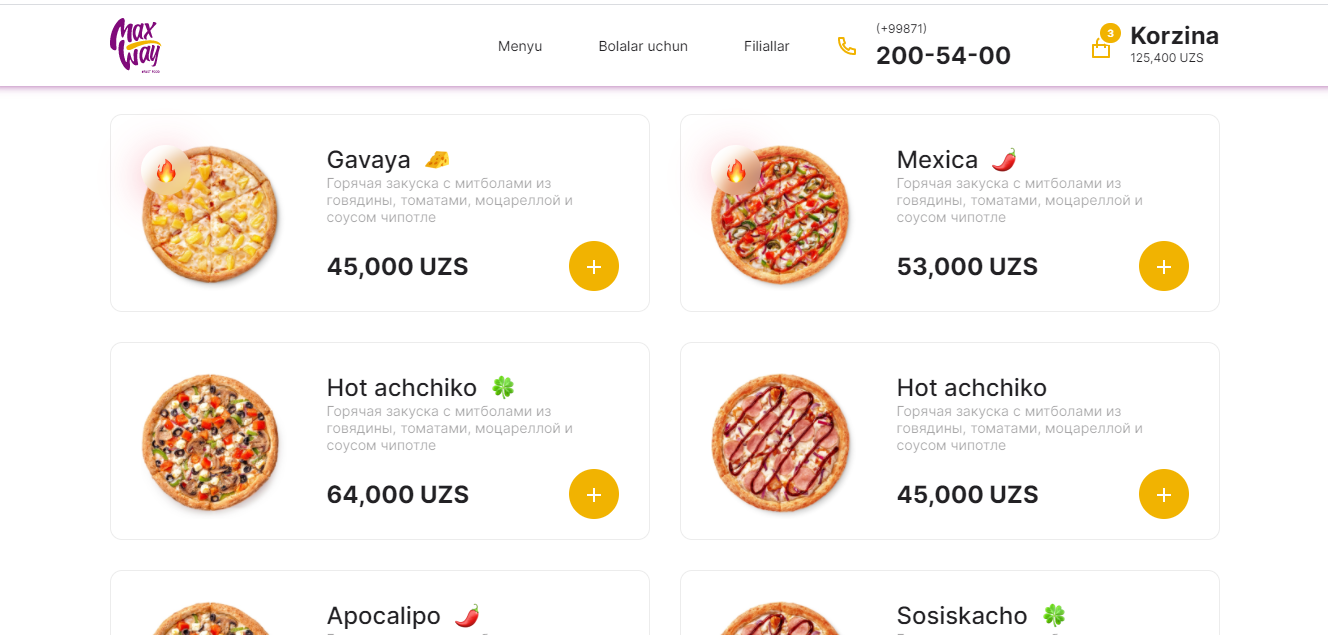 Max Way
FAST FOOD
Menyu
Bolalar uchun
Filiallar
(+99871)
200-54-00
3
Korzina
125,400 UZS
Gavaya
Горячая закуска с митболами из
говядины, томатами, моцареллой и
соусом чипотле
45,000 UZS
Mexica
Горячая закуска с митболами из
говядины, томатами, моцареллой и
соусом чипотле
53,000 UZS
Hot achchiko
Горячая закуска с митболами из
говядины, томатами, моцареллой и
соусом чипотле
64,000 UZS
Hot achchiko
Горячая закуска с митболами из
говядины, томатами, моцареллой и
соусом чипотле
45,000 UZS
Apocalipo
Sosiskacho